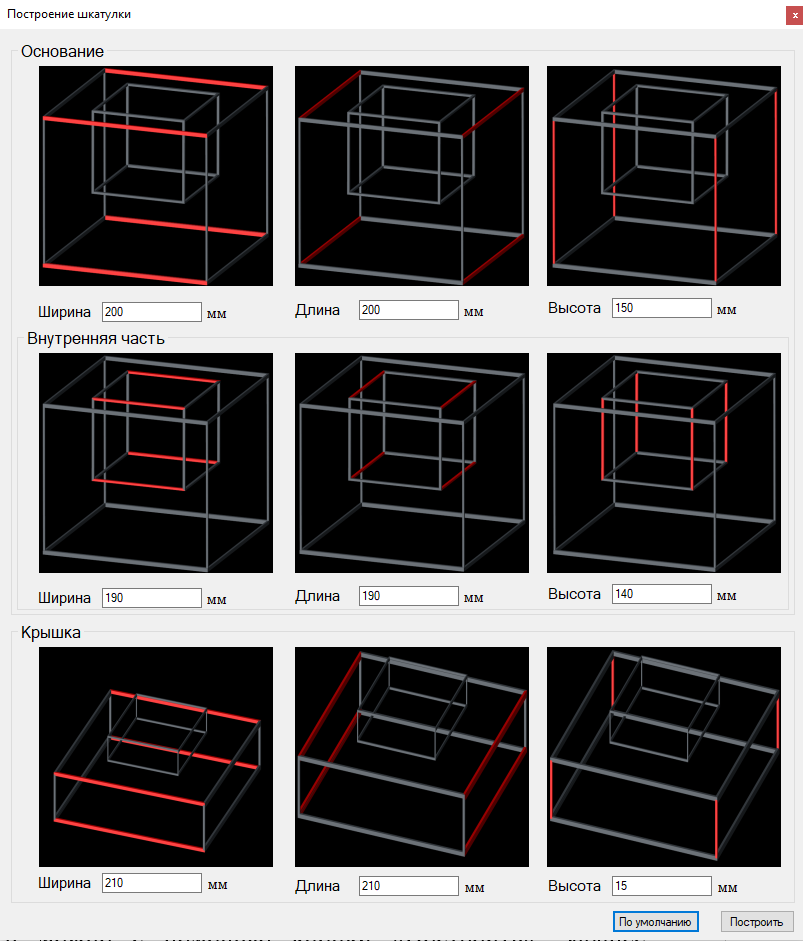 Построение шкатулки
x
Основание
Ширина 200 мм Длина 200 мм Высота 150 мм
Внутренняя часть
Ширина 190 мм Длина 190 мм Высота 140 мм
Крышка
Ширина 210 мм Длина 210 мм Высота 15 мм
По умолчанию Построить